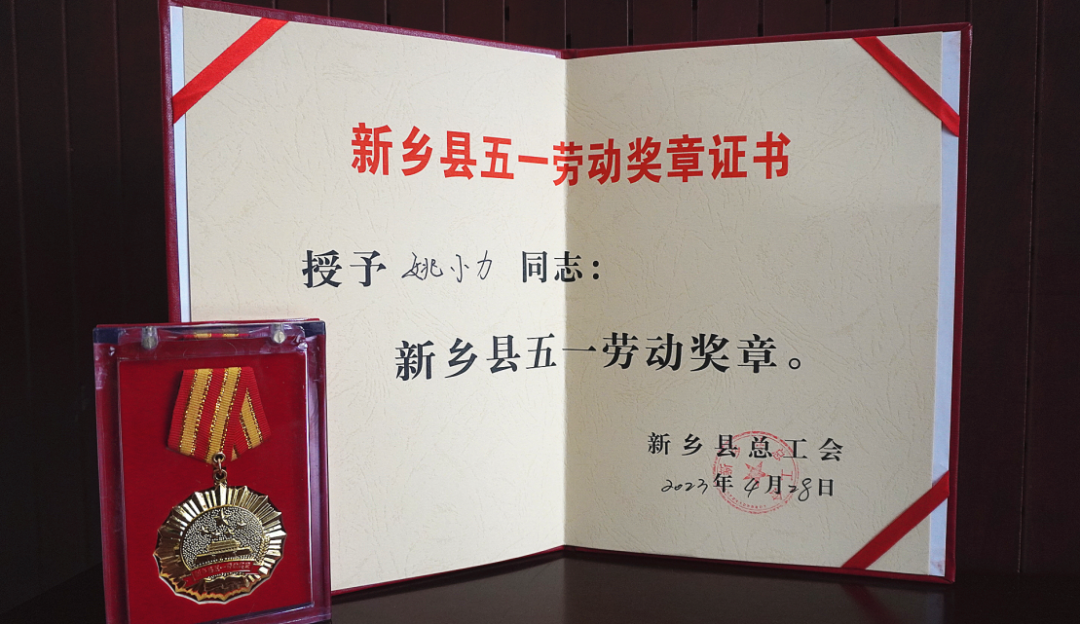 新乡县五一劳动奖章证书
授予 姚小力 同志：
新乡县五一劳动奖章。
新乡县总工会
2023年4月28日